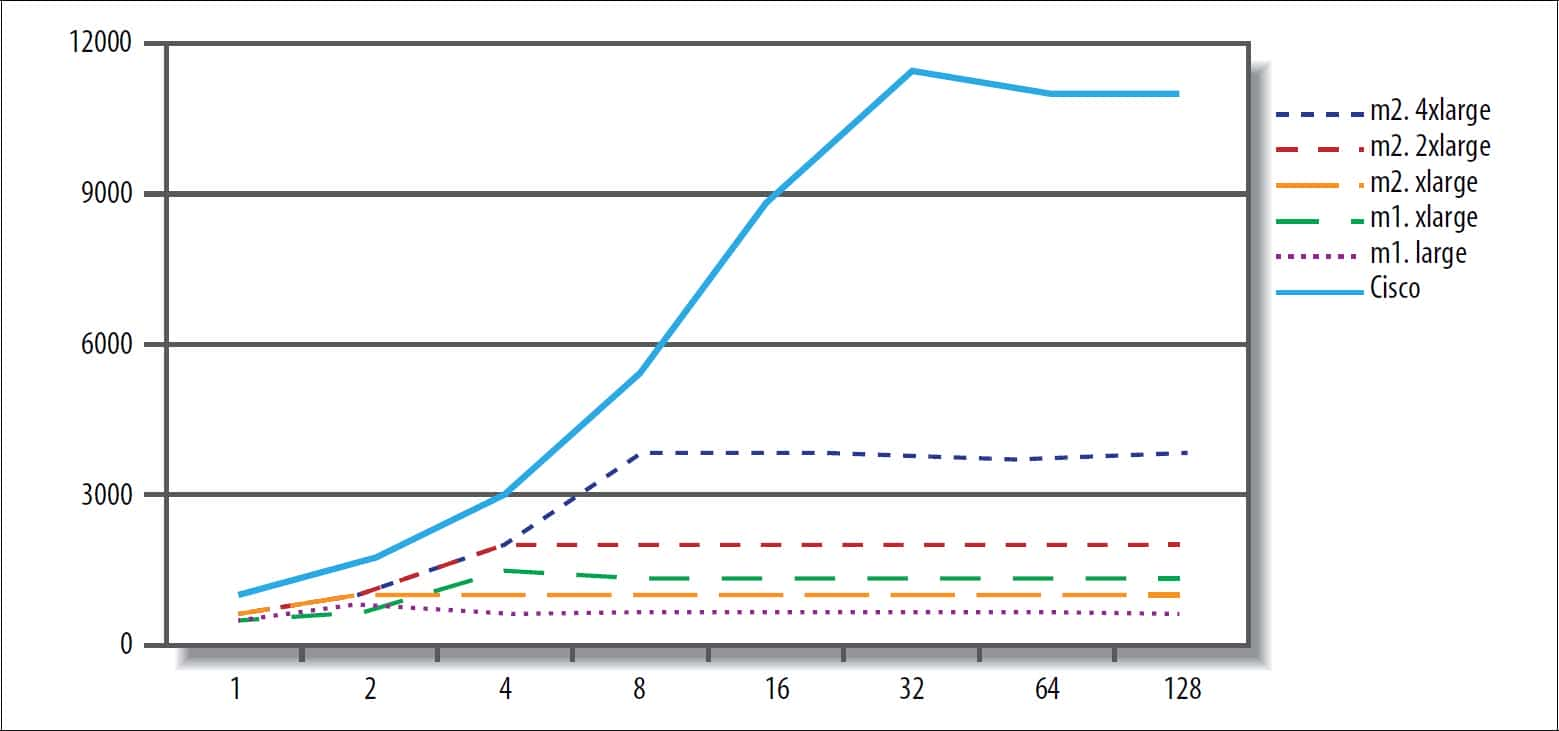 12000
9000
6000
3000
0
1 2 4 8 16 32 64 128
m2. 4xlarge
m2. 2xlarge
m2. xlarge
m1. xlarge
m1. large
Cisco